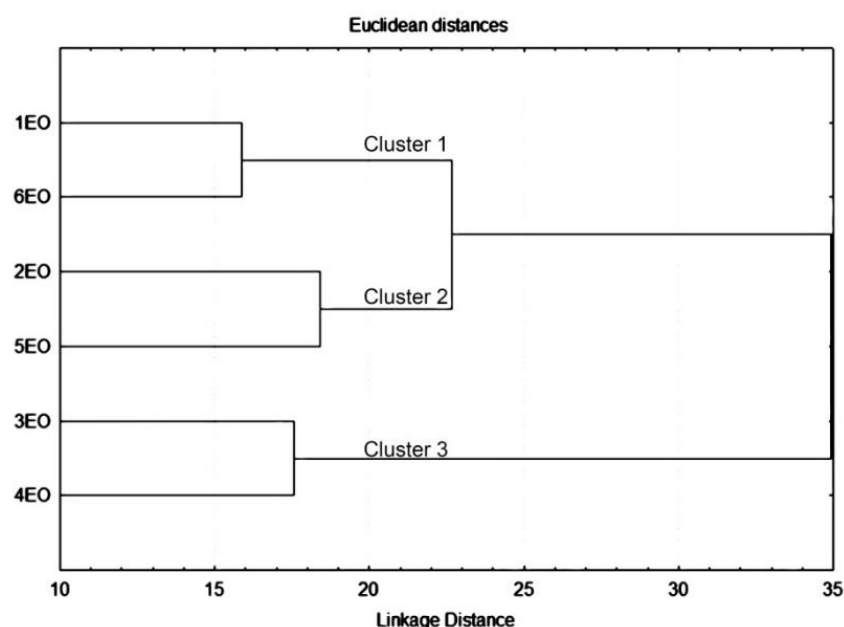 Euclidean distances
1EO
Cluster 1
6EO
2EO
Cluster 2
5EO
3EO
Cluster 3
4EO
10 15 20 25 30 35
Linkage Distance